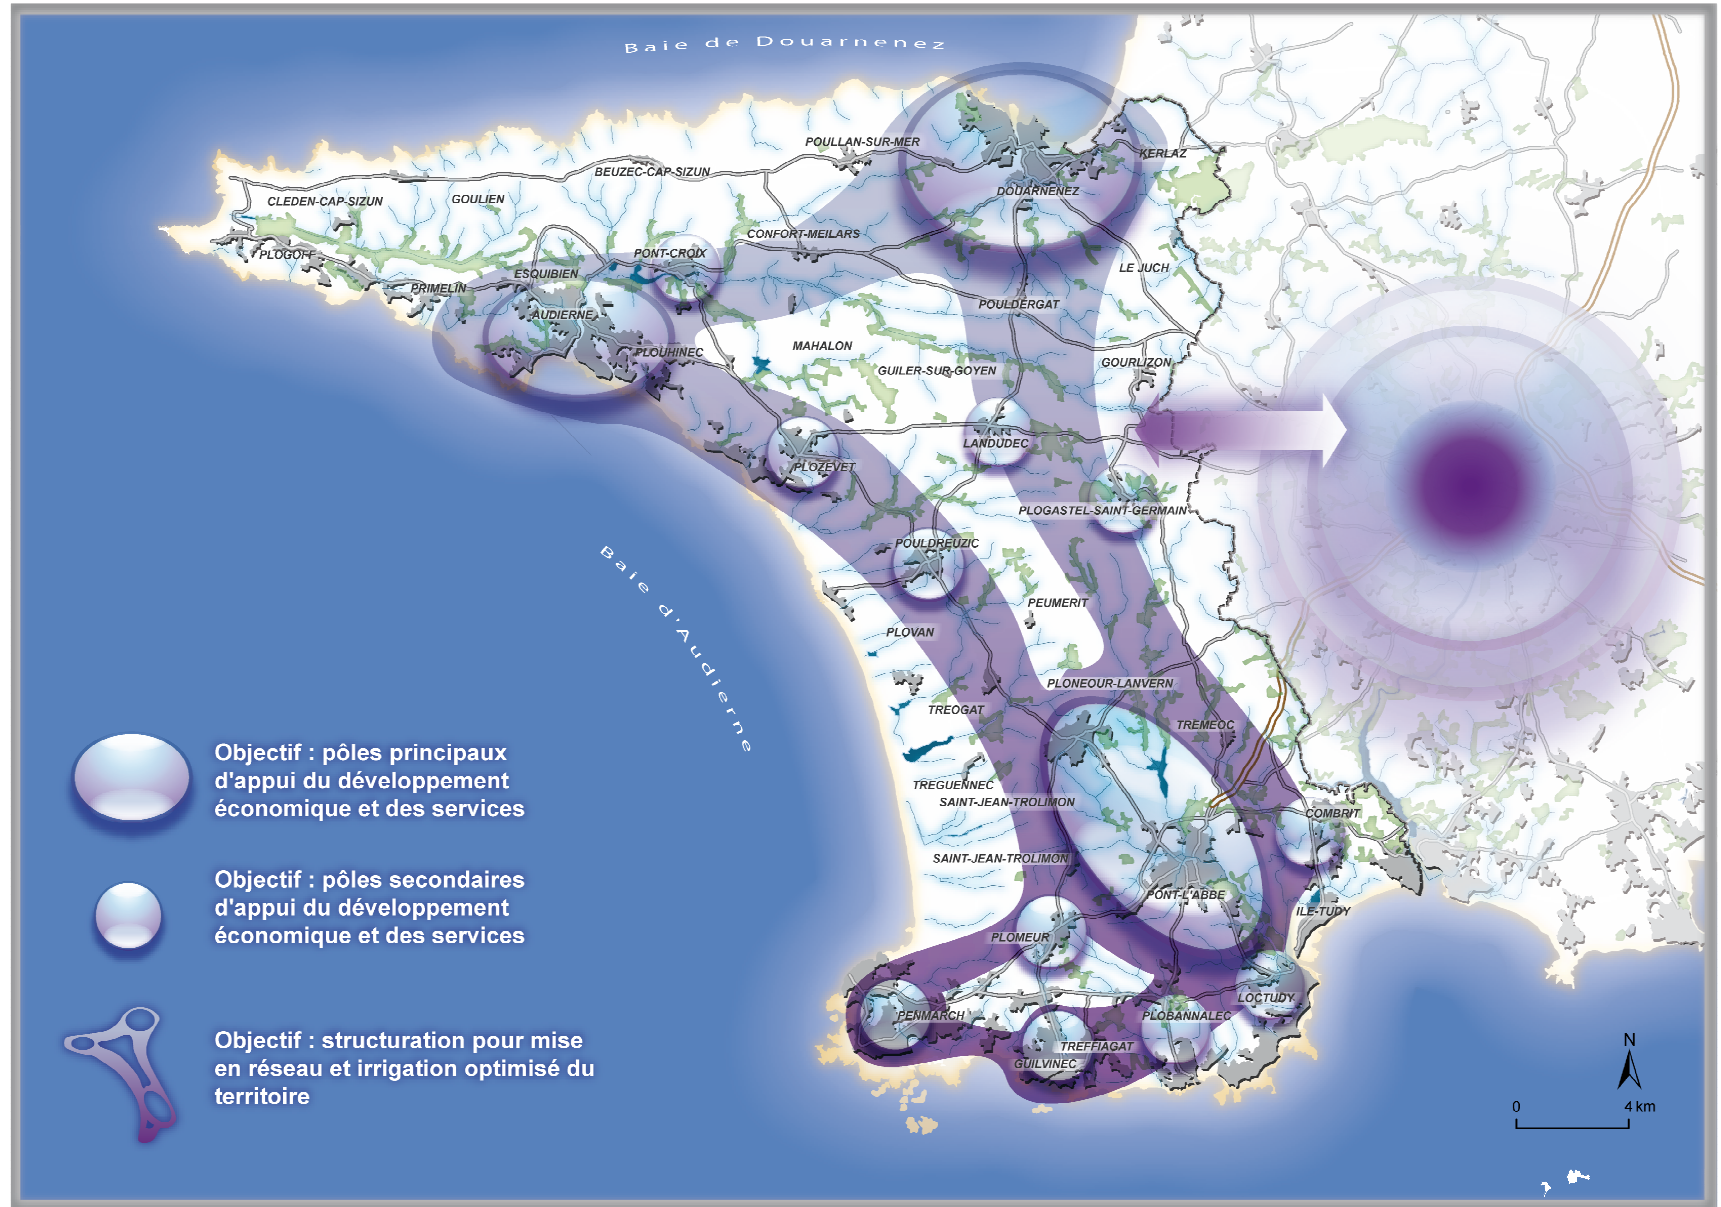 Baie de Douarnenez
POULLAN-SUR-MER
KERLAZ
BEUZEC-CAP-SIZUN
DOUARNENEZ
CLEDEN-CAP-SIZUN
GOULIEN
CONFORT-MEILARS
PLOGOFF
PONT-CROIX
LE JUCH
ESQUIBIEN
PRIMELIN
POULDERGAT
AUDIERNE
PLOUHINEC
MAHALON
GOURLIZON
GUILER-SUR-GOYEN
LANDUDEC
PLOZEVET
PLOGASTEL-SAINT-GERMAIN
POULDREUZIC
Baie d'Audierne
PEUMERIT
PLOVAN
PLONEOUR-LANVERN
TREOGAT
TREMEOC
TREGUENNEC
SAINT-JEAN-TROLIMON
COMBRIT
SAINT-JEAN-TROLIMON
PONT-L'ABBE
ILE-TUDY
PLOMEUR
LOCTUDY
PENMARCH
PLOBANNALEC
TREFFIAGAT
GUILVINEC
Objectif : pôles principaux
d'appui du développement
économique et des services
Objectif : pôles secondaires
d'appui du développement
économique et des services
Objectif : structuration pour mise
en réseau et irrigation optimisé du
territoire
N
0 4 km